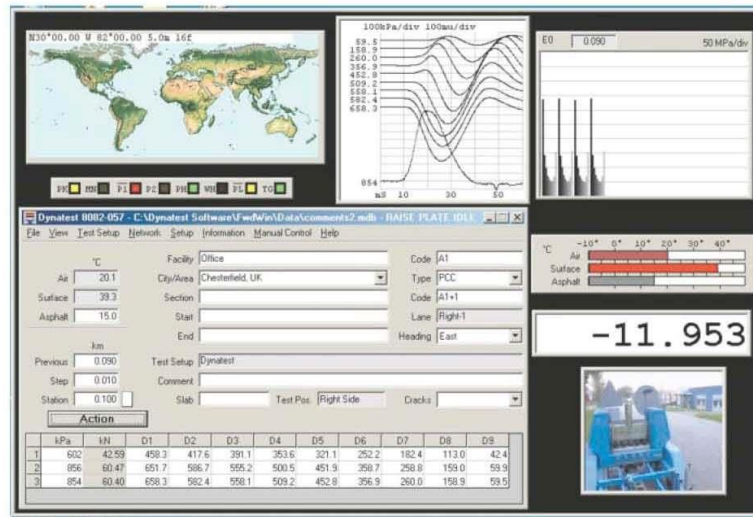 N30°00.00 W 82°00.00 5.0m 16f
100kPa/div 100mu/div
59.5
158.9
260.0
356.9
452.8
509.2
558.1
582.4
658.3
854
mS 10 30 50
E0 0.090 50 MPa/div
PK MN P1 P2 PH WH PL TG
Dynatest 8002-057 - C:\Dynatest Software\FwdWin\Data\comments2.mdb - RAISE PLATE IDLE
File View Test Setup Network Setup Information Manual Control Help
°C
Air 20.1
Surface 39.3
Asphalt 15.0
km
Previous 0.090
Step 0.010
Station 0.100
Action
Facility Office
City/Area Chesterfield, UK
Section
Start
End
Test Setup Dynatest
Comment
Slab Test Pos. Right Side Cracks
Code A1
Type PCC
Code A1+1
Lane Right-1
Heading East
kPa kN D1 D2 D3 D4 D5 D6 D7 D8 D9
1 602 42.59 458.3 417.6 391.1 353.6 321.1 252.2 182.4 113.0 42.4
2 856 60.47 651.7 586.7 555.2 500.5 451.9 358.7 258.8 159.0 59.9
3 854 60.40 658.3 582.4 558.1 509.2 452.8 356.9 260.0 158.9 59.5
°C -10° 0° 10° 20° 30° 40°
Air
Surface
Asphalt
-11.953